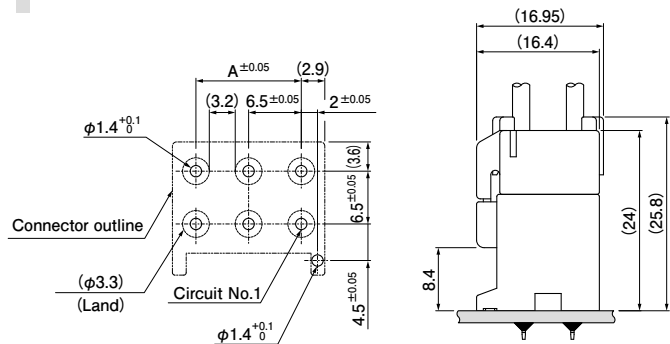 (16.95)
(16.4)
A±0.05
(2.9)
(3.2)
6.5±0.05
2±0.05
φ1.4+0.1 0
(3.6)
6.5±0.05
Connector outline
(φ3.3)
(Land)
Circuit No.1
φ1.4+0.1 0
4.5±0.05
8.4
(24)
(25.8)